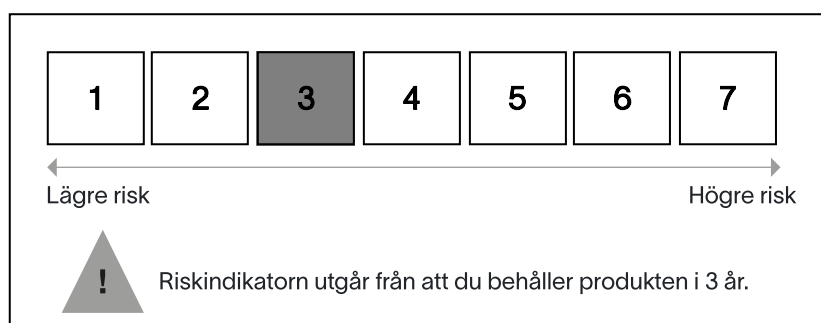 1 2 3 4 5 6 7
Lägre risk Högre risk
! Riskindikatorn utgår från att du behåller produkten i 3 år.